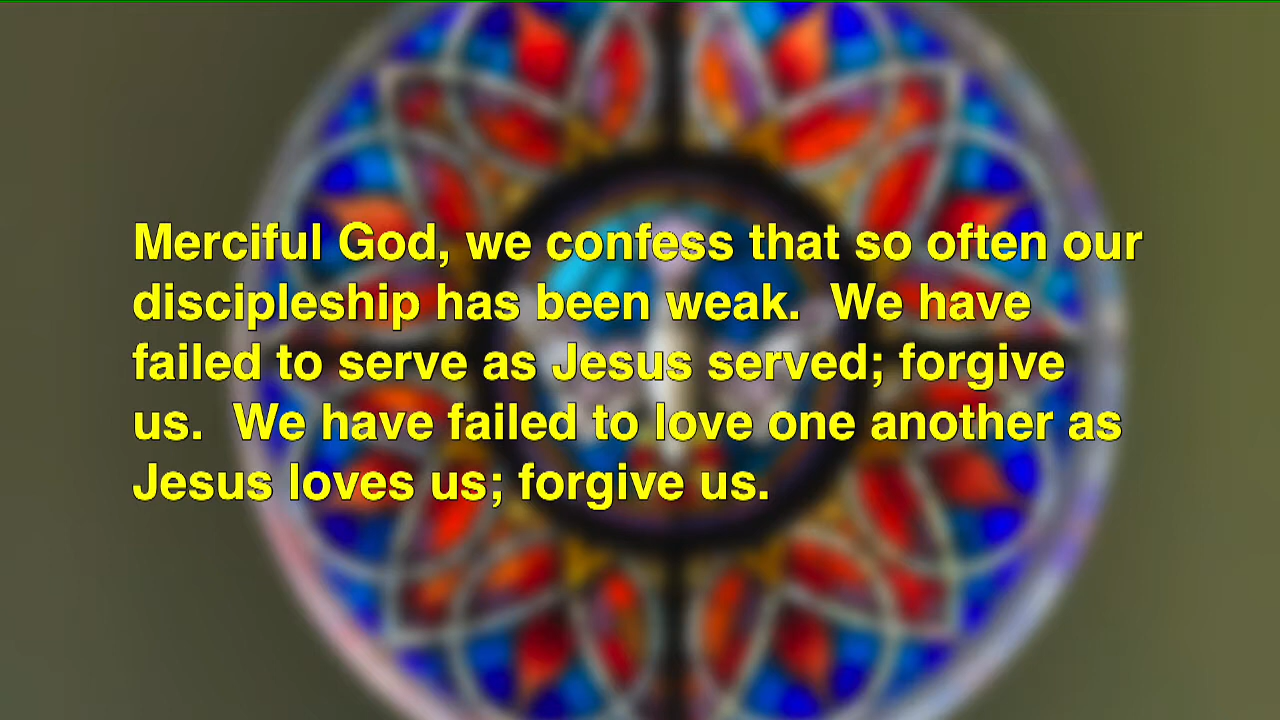 Merciful God, we confess that so often our
discipleship has been weak.  We have
failed to serve as Jesus served; forgive
us.  We have failed to love one another as
Jesus loves us; forgive us.